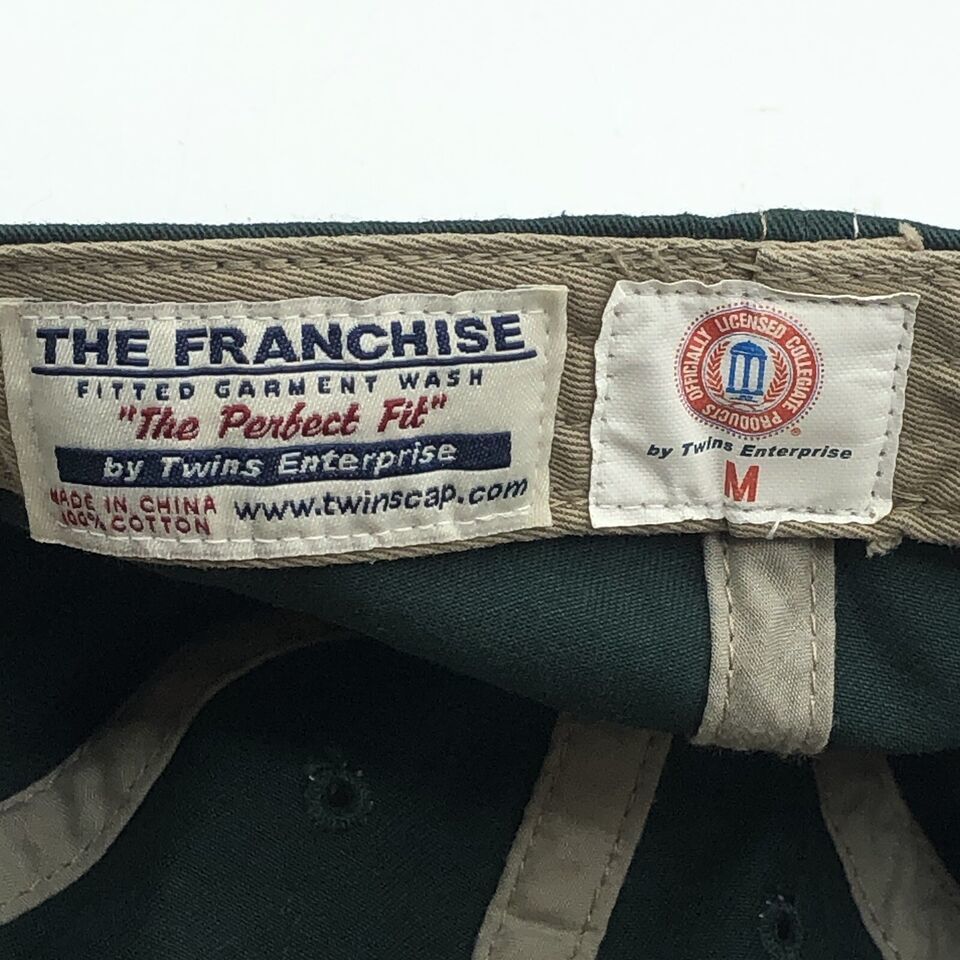 THE FRANCHISE
FITTED GARMENT WASH
"The Perfect Fit"
by Twins Enterprise
MADE IN CHINA
100% COTTON
www.twinscap.com
OFFICIALLY LICENSED COLLEGIATE PRODUCTS
®
by Twins Enterprise
M